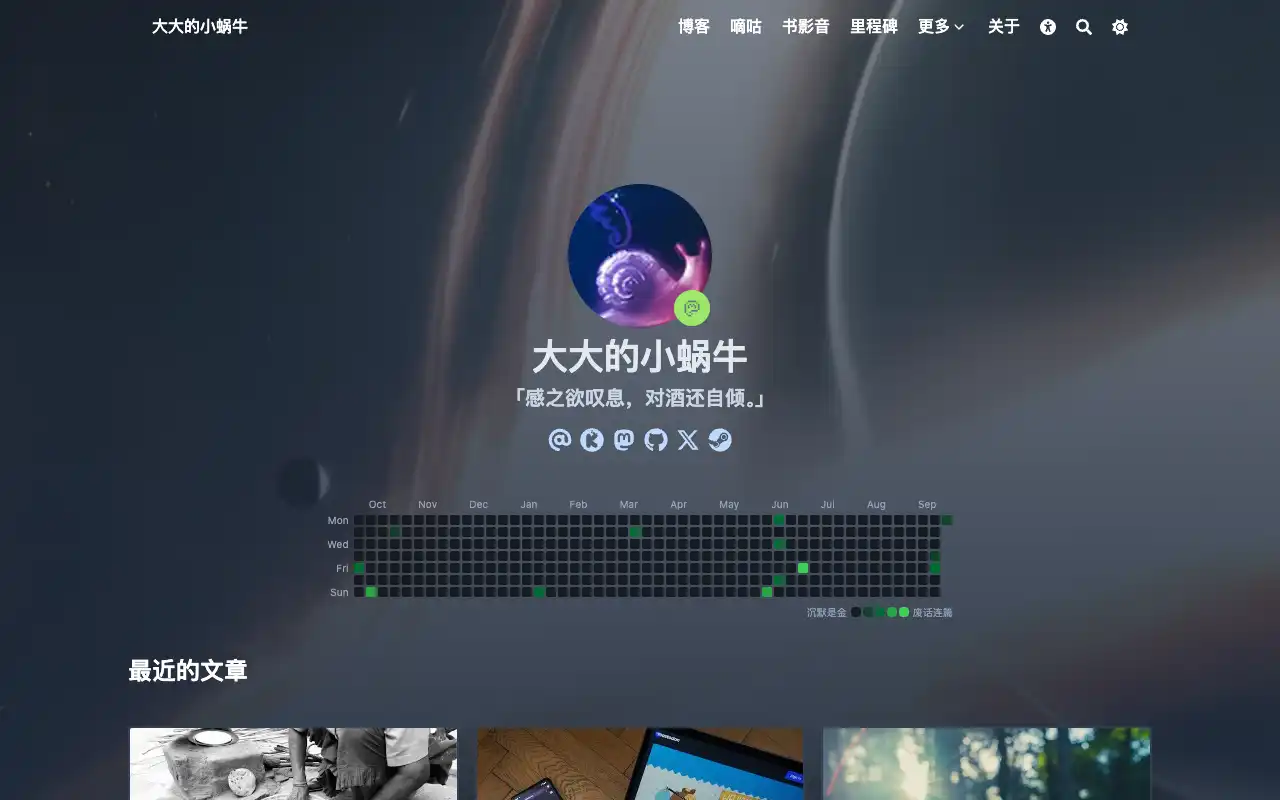 大大的小蜗牛
博客 嘀咕 书影音 里程碑 更多 关于
大大的小蜗牛
「感之欲叹息，对酒还自倾。」
Oct Nov Dec Jan Feb Mar Apr May Jun Jul Aug Sep
Mon
Wed
Fri
Sun
沉默是金 废话连篇
最近的文章